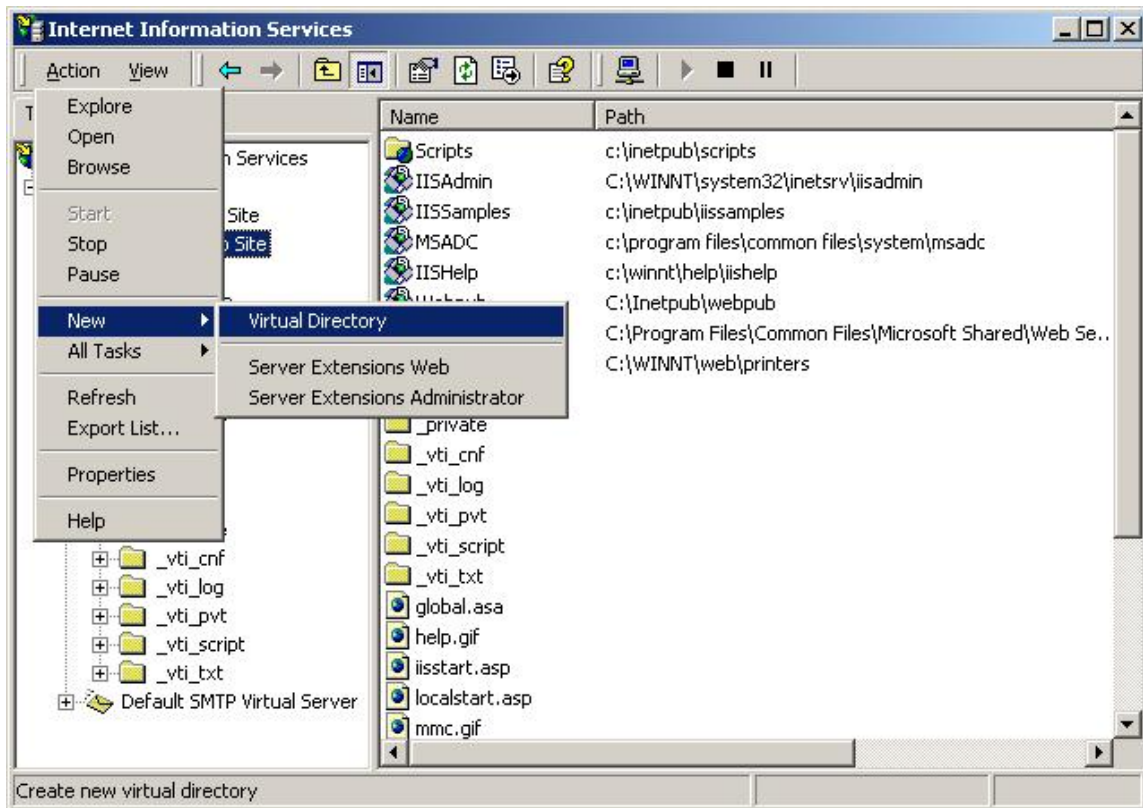 Internet Information Services
Action View
Name Path
Explore
Open
Browse
Start
Stop
Pause
New
All Tasks
Refresh
Export List...
Properties
Help
Virtual Directory
Server Extensions Web
Server Extensions Administrator
Services
Site
Site
_vti_cnf
_vti_log
_vti_pvt
_vti_script
_vti_txt
Default SMTP Virtual Server
Scripts c:\inetpub\scripts
IISAdmin C:\WINNT\system32\inetsrv\iisadmin
IISSamples c:\inetpub\iissamples
MSADC c:\program files\common files\system\msadc
IISHelp c:\winnt\help\iishelp
Webpub C:\Inetpub\webpub
C:\Program Files\Common Files\Microsoft Shared\Web Se..
C:\WINNT\web\printers
_private
_vti_cnf
_vti_log
_vti_pvt
_vti_script
_vti_txt
global.asa
help.gif
iisstart.asp
localstart.asp
mmc.gif
Create new virtual directory